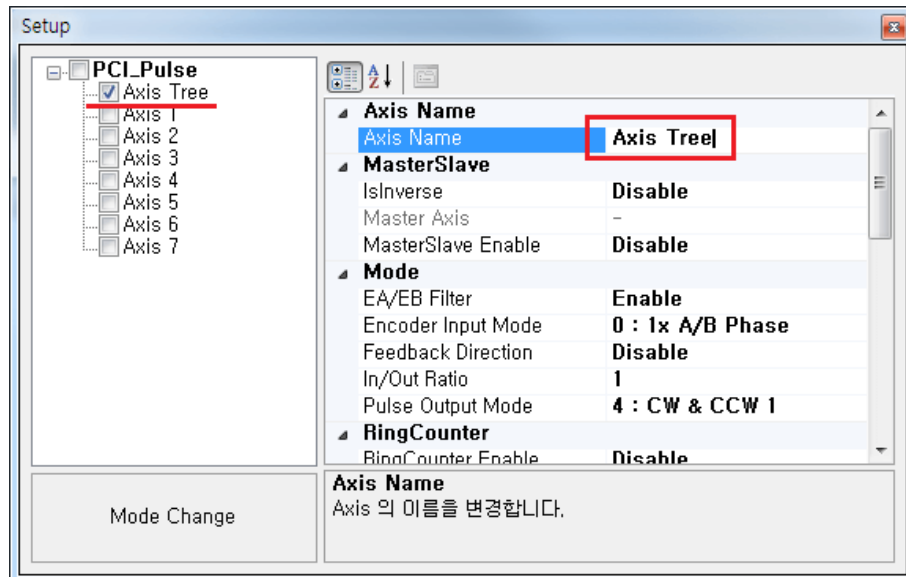 Setup
PCI_Pulse
Axis Tree
Axis 1
Axis 2
Axis 3
Axis 4
Axis 5
Axis 6
Axis 7
Mode Change
Axis Name
Axis Name Axis Tree
MasterSlave
IsInverse Disable
Master Axis -
MasterSlave Enable Disable
Mode
EA/EB Filter Enable
Encoder Input Mode 0 : 1x A/B Phase
Feedback Direction Disable
In/Out Ratio 1
Pulse Output Mode 4 : CW & CCW 1
RingCounter
RingCounter Enable Disable
Axis Name
Axis 의 이름을 변경합니다.